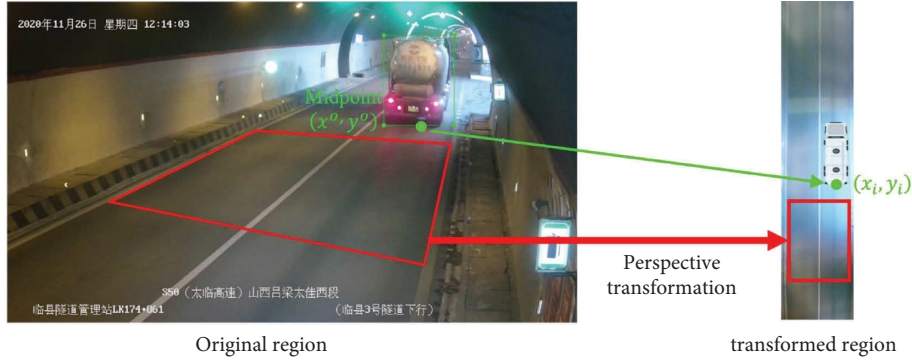 2020年11月26日 星期四 12:14:03
Midpoint
(x^o, y^o)
(x_i, y_i)
Perspective
transformation
S50（太临高速）山西吕梁太佳西段
临县隧道管理站LK174+861
（临县3号隧道下行）
Original region
transformed region